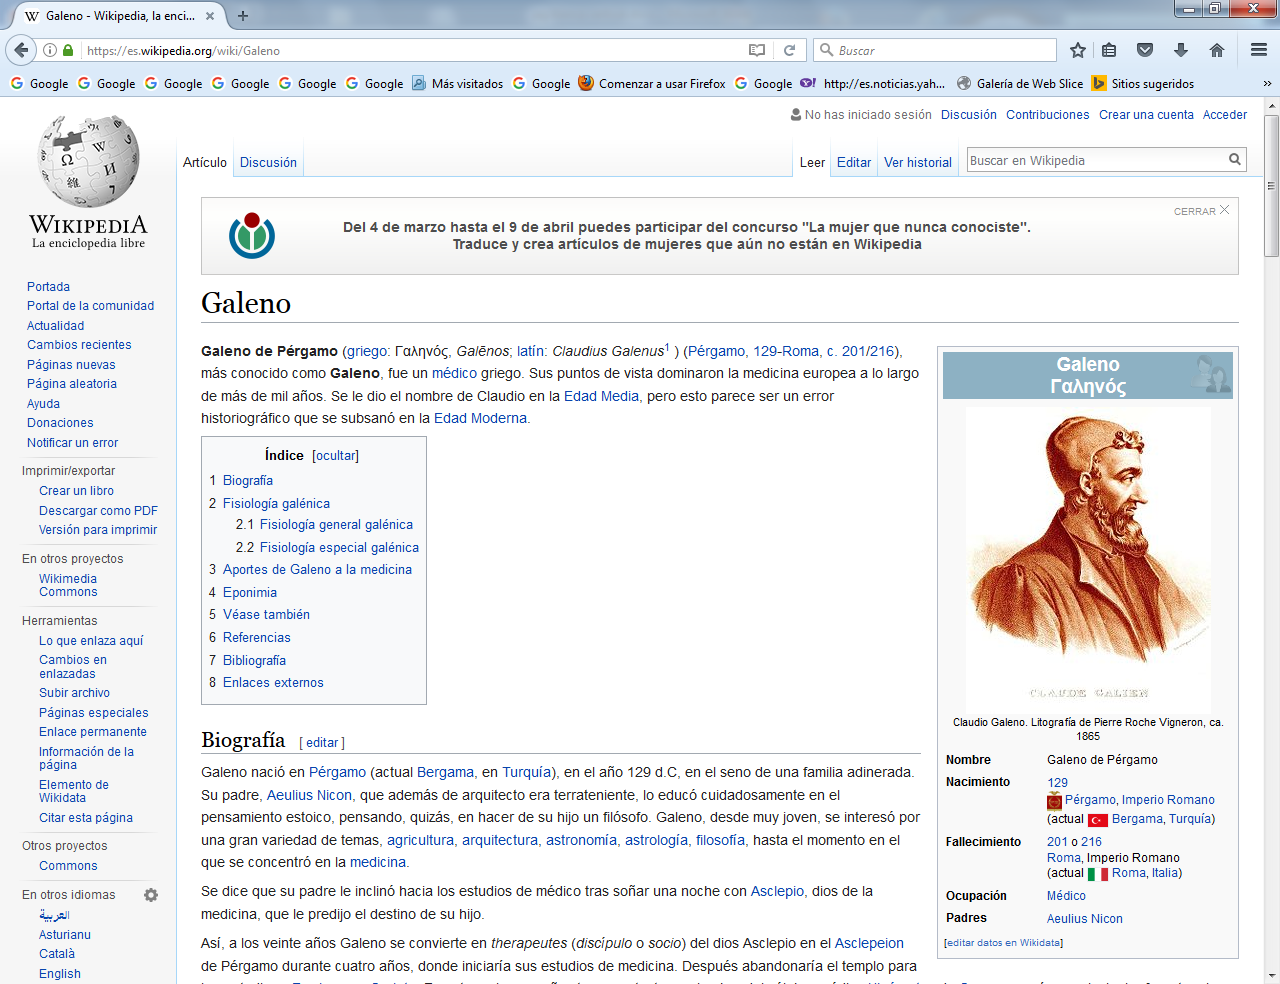 Galeno - Wikipedia, la enci...
https://es.wikipedia.org/wiki/Galeno
Buscar
Google Google Google Google Google Google Más visitados Google Comenzar a usar Firefox Google http://es.noticias.yah... Galería de Web Slice Sitios sugeridos
No has iniciado sesión Discusión Contribuciones Crear una cuenta Acceder
Artículo Discusión
Leer Editar Ver historial
Buscar en Wikipedia
WIKIPEDIA
La enciclopedia libre
Portada
Portal de la comunidad
Actualidad
Cambios recientes
Páginas nuevas
Página aleatoria
Ayuda
Donaciones
Notificar un error
Imprimir/exportar
Crear un libro
Descargar como PDF
Versión para imprimir
En otros proyectos
Wikimedia
Commons
Herramientas
Lo que enlaza aquí
Cambios en
enlazadas
Subir archivo
Páginas especiales
Enlace permanente
Información de la
página
Elemento de
Wikidata
Citar esta página
Otros proyectos
Commons
En otros idiomas
العربية
Asturianu
Català
English
CERRAR
Del 4 de marzo hasta el 9 de abril puedes participar del concurso "La mujer que nunca conociste".
Traduce y crea artículos de mujeres que aún no están en Wikipedia
Galeno
Galeno de Pérgamo (griego: Γαληνός, Galēnos; latín: Claudius Galenus1 ) (Pérgamo, 129-Roma, c. 201/216),
más conocido como Galeno, fue un médico griego. Sus puntos de vista dominaron la medicina europea a lo largo
de más de mil años. Se le dio el nombre de Claudio en la Edad Media, pero esto parece ser un error
historiográfico que se subsanó en la Edad Moderna.
Índice [ocultar]
1 Biografía
2 Fisiología galénica
2.1 Fisiología general galénica
2.2 Fisiología especial galénica
3 Aportes de Galeno a la medicina
4 Eponimia
5 Véase también
6 Referencias
7 Bibliografía
8 Enlaces externos
Biografía [ editar ]
Galeno nació en Pérgamo (actual Bergama, en Turquía), en el año 129 d.C, en el seno de una familia adinerada.
Su padre, Aeulius Nicon, que además de arquitecto era terrateniente, lo educó cuidadosamente en el
pensamiento estoico, pensando, quizás, en hacer de su hijo un filósofo. Galeno, desde muy joven, se interesó por
una gran variedad de temas, agricultura, arquitectura, astronomía, astrología, filosofía, hasta el momento en el
que se concentró en la medicina.
Se dice que su padre le inclinó hacia los estudios de médico tras soñar una noche con Asclepio, dios de la
medicina, que le predijo el destino de su hijo.
Así, a los veinte años Galeno se convierte en therapeutes (discípulo o socio) del dios Asclepio en el Asclepeion
de Pérgamo durante cuatro años, donde iniciaría sus estudios de medicina. Después abandonaría el templo para
Galeno
Γαληνός
CLAUDE GALIEN
Claudio Galeno. Litografía de Pierre Roche Vigneron, ca.
1865
Nombre Galeno de Pérgamo
Nacimiento 129
Pérgamo, Imperio Romano
(actual Bergama, Turquía)
Fallecimiento 201 o 216
Roma, Imperio Romano
(actual Roma, Italia)
Ocupación Médico
Padres Aeulius Nicon
[editar datos en Wikidata]